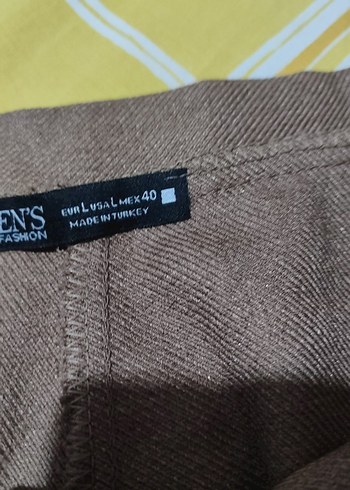 EN'S
FASHION
EUR L USA L MEX 40
MADE IN TURKEY